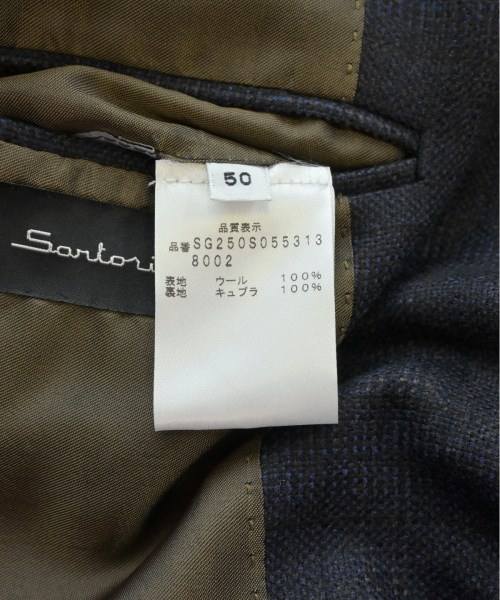 50
Sartori
品質表示
品番 SG250S055313
8002
表地 ウール 100%
裏地 キュプラ 100%